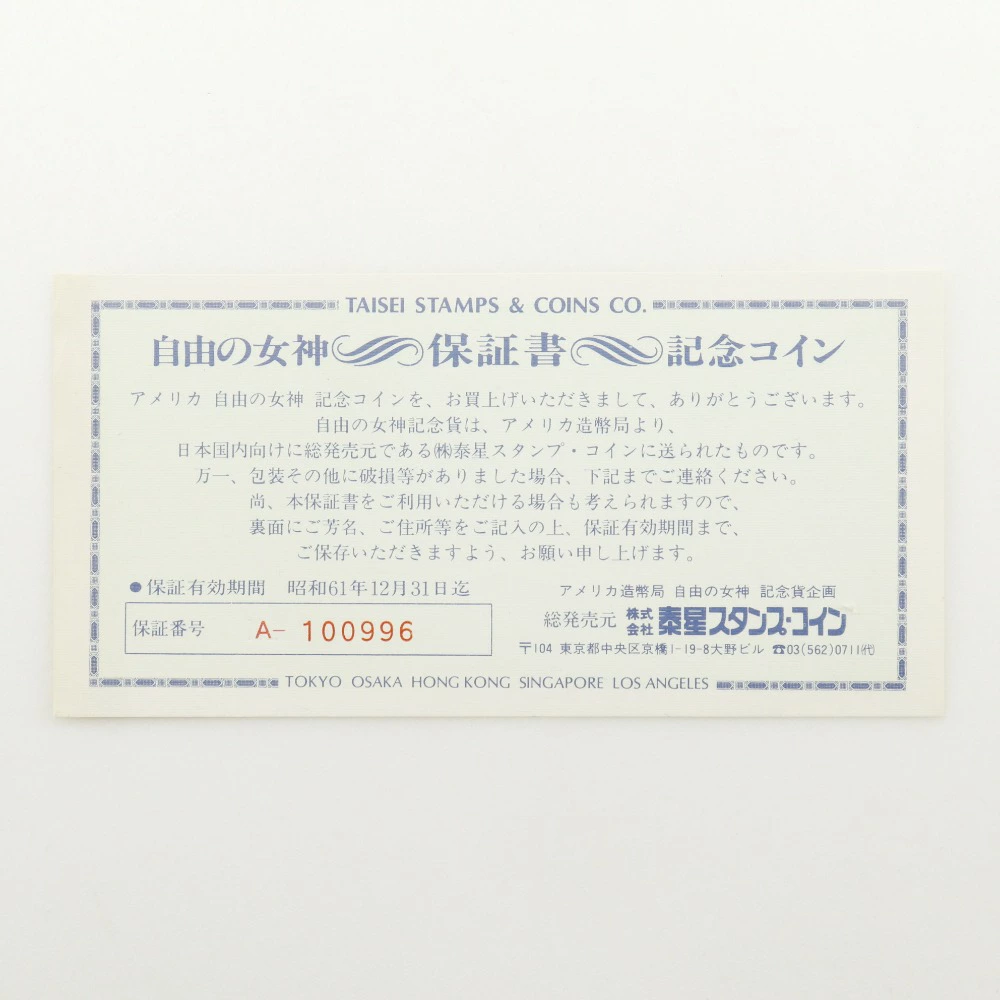 TAISEI STAMPS & COINS CO.
自由の女神 保証書 記念コイン
アメリカ 自由の女神 記念コインを、お買上げいただきまして、ありがとうございます。
自由の女神記念貨は、アメリカ造幣局より、
日本国内向けに総発売元である㈱泰星スタンプ・コインに送られたものです。
万一、包装その他に破損等がありました場合、下記までご連絡ください。
尚、本保証書をご利用いただける場合も考えられますので、
裏面にご芳名、ご住所等をご記入の上、保証有効期間まで、
ご保存いただきますよう、お願い申し上げます。
●保証有効期間 昭和61年12月31日迄
保証番号 A- 100996
アメリカ造幣局 自由の女神 記念貨企画
総発売元 株式会社 泰星スタンプ・コイン
〒104 東京都中央区京橋1-19-8大野ビル ☎03(562)0711㈹
TOKYO OSAKA HONG KONG SINGAPORE LOS ANGELES